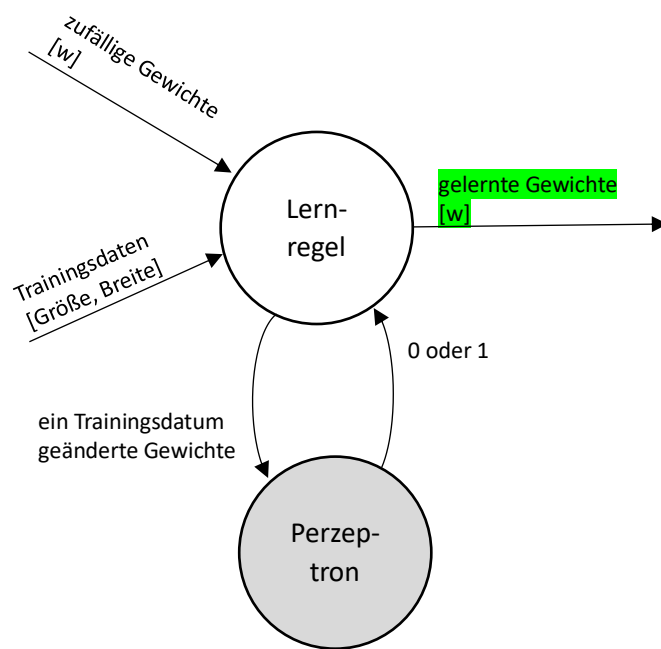 zufällige Gewichte
[w]
Trainingsdaten
[Größe, Breite]
Lern-
regel
gelernte Gewichte
[w]
0 oder 1
ein Trainingsdatum
geänderte Gewichte
Perzep-
tron